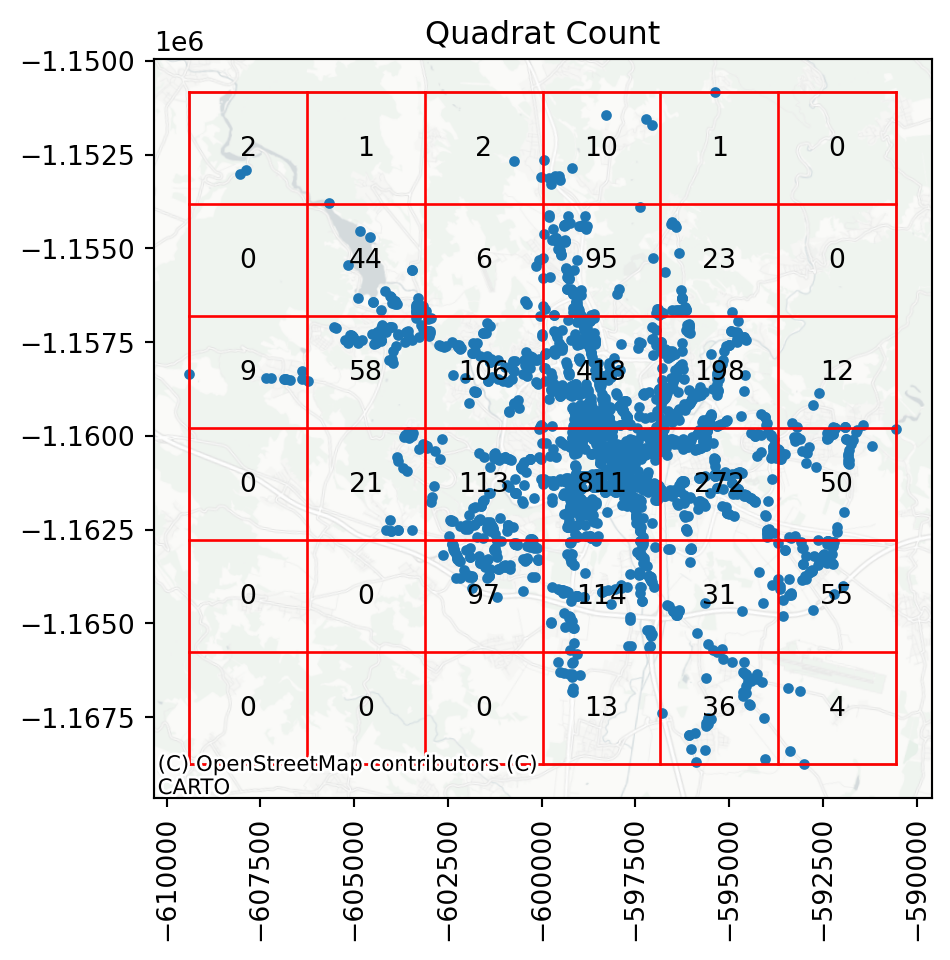 Quadrat Count
1e6
−1.1500
−1.1525
−1.1550
−1.1575
−1.1600
−1.1625
−1.1650
−1.1675
2 1 2 10 1 0
0 44 6 95 23 0
9 58 106 418 198 12
0 21 113 811 272 50
0 0 97 114 31 55
0 0 0 13 36 4
(C) OpenStreetMap contributors (C)
CARTO
−610000 −607500 −605000 −602500 −600000 −597500 −595000 −592500 −590000